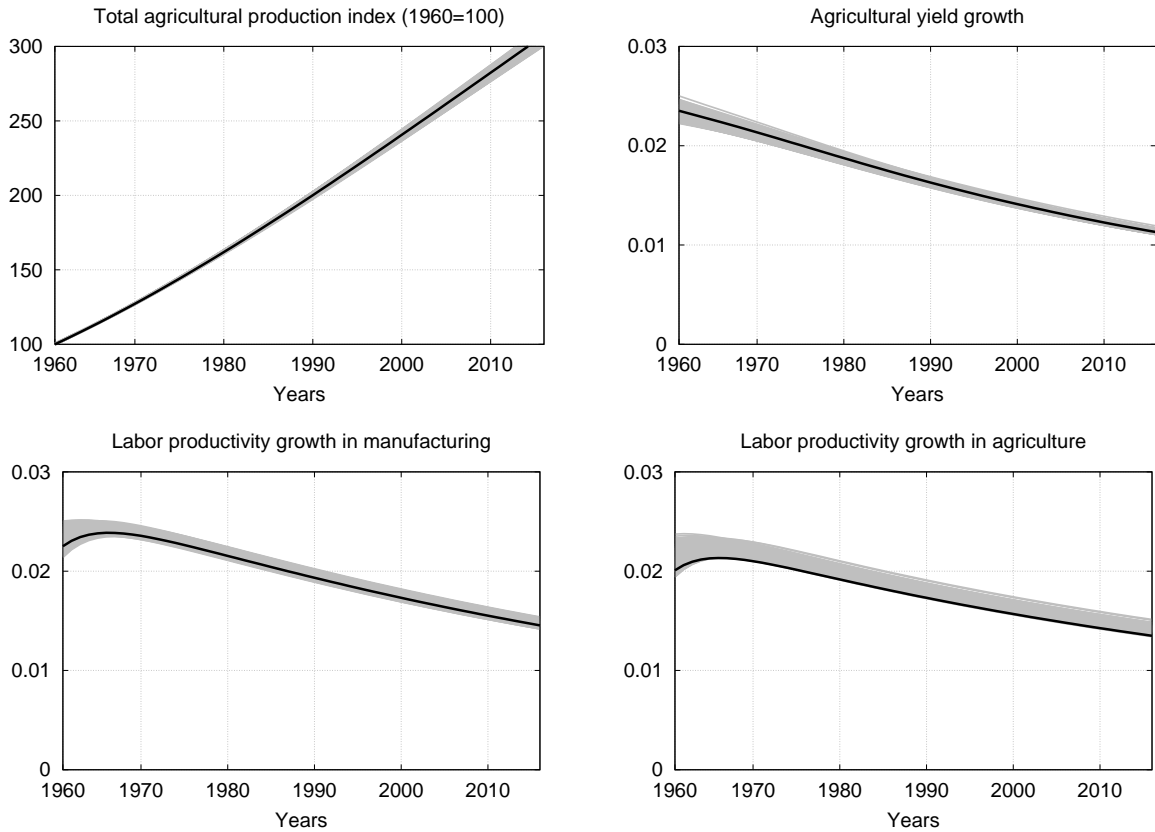 Total agricultural production index (1960=100)
300
250
200
150
100
1960 1970 1980 1990 2000 2010
Years
Agricultural yield growth
0.03
0.02
0.01
0
1960 1970 1980 1990 2000 2010
Years
Labor productivity growth in manufacturing
0.03
0.02
0.01
0
1960 1970 1980 1990 2000 2010
Years
Labor productivity growth in agriculture
0.03
0.02
0.01
0
1960 1970 1980 1990 2000 2010
Years